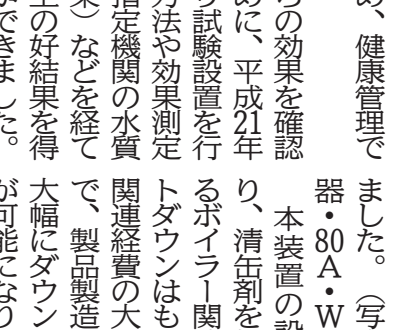 め、健康管理で
らの効果を確認
めに、平成21年
り試験設置を行
方法や効果測定
指定機関の水質
果）などを経て
上の好結果を得
できました。
ました。（写
器・80A・W
本装置の設
り、清缶剤を
るボイラー関
トダウンはも
関連経費の大
で、製品製造
大幅にダウン
が可能になり